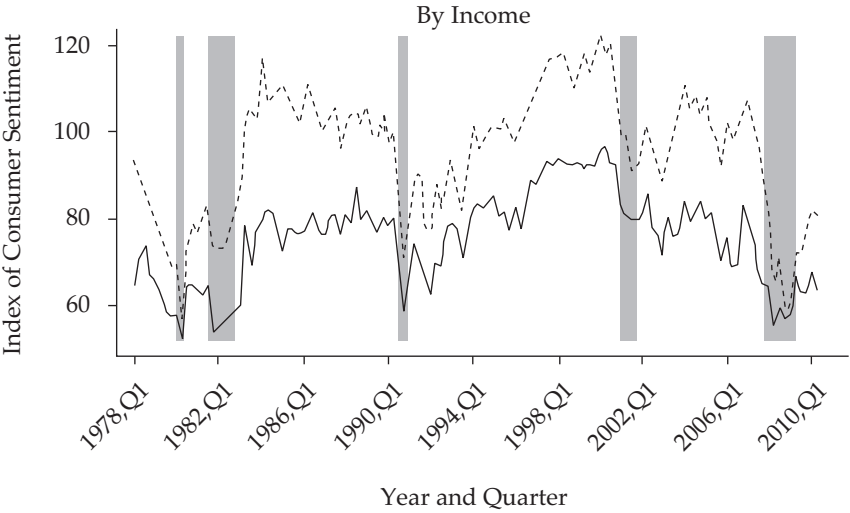 By Income
Index of Consumer Sentiment
120
100
80
60
1978,Q1
1982,Q1
1986,Q1
1990,Q1
1994,Q1
1998,Q1
2002,Q1
2006,Q1
2010,Q1
Year and Quarter